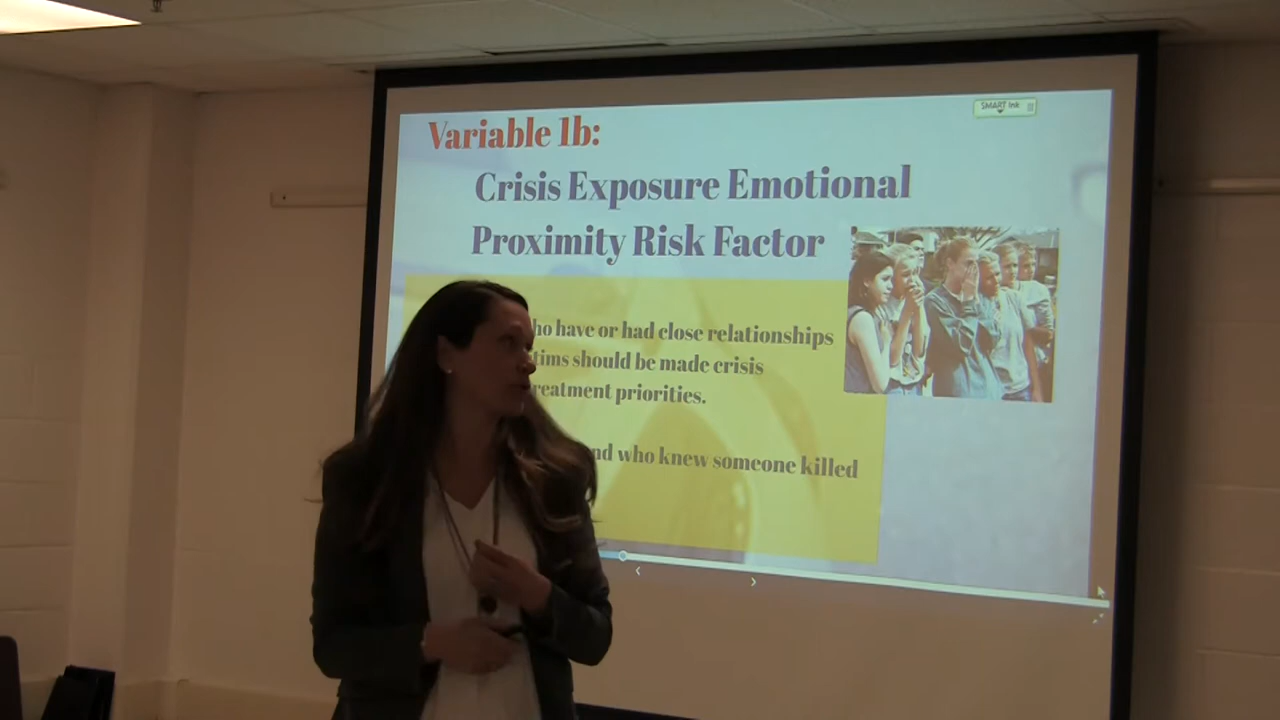 SMART Ink
Variable 1b:
Crisis Exposure Emotional
Proximity Risk Factor
ho have or had close relationships
tims should be made crisis
reatment priorities.
nd who knew someone killed